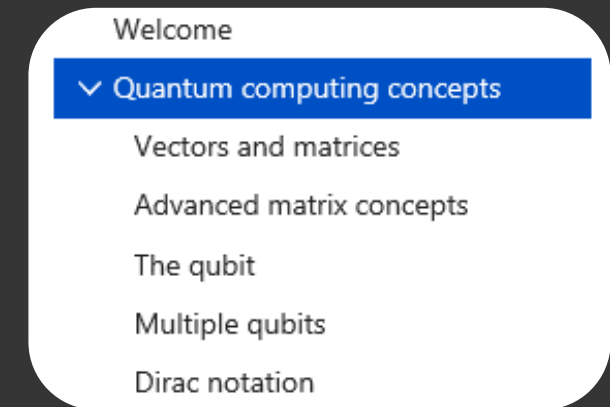 Welcome
Quantum computing concepts
Vectors and matrices
Advanced matrix concepts
The qubit
Multiple qubits
Dirac notation